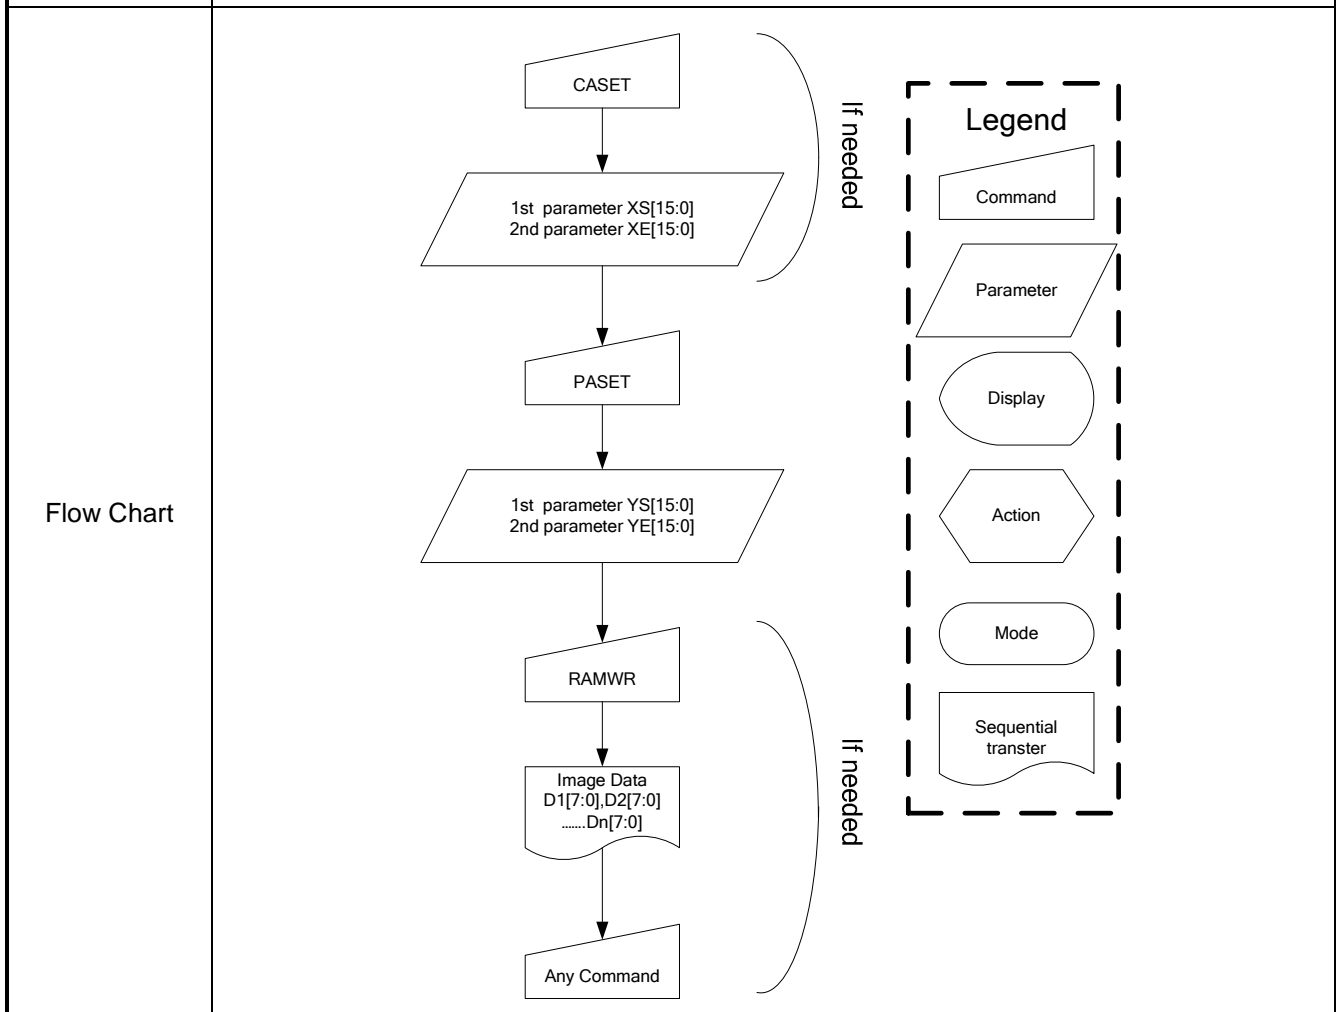 Flow Chart
CASET
1st parameter XS[15:0]
2nd parameter XE[15:0]
If needed
PASET
1st parameter YS[15:0]
2nd parameter YE[15:0]
RAMWR
Image Data
D1[7:0],D2[7:0]
.......Dn[7:0]
Any Command
If needed
Legend
Command
Parameter
Display
Action
Mode
Sequential
transter